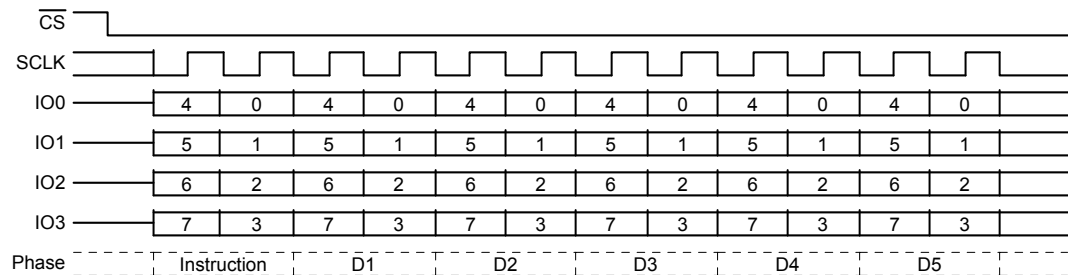 CS
SCLK
IO0 4 0 4 0 4 0 4 0 4 0 4 0
IO1 5 1 5 1 5 1 5 1 5 1 5 1
IO2 6 2 6 2 6 2 6 2 6 2 6 2
IO3 7 3 7 3 7 3 7 3 7 3 7 3
Phase Instruction D1 D2 D3 D4 D5